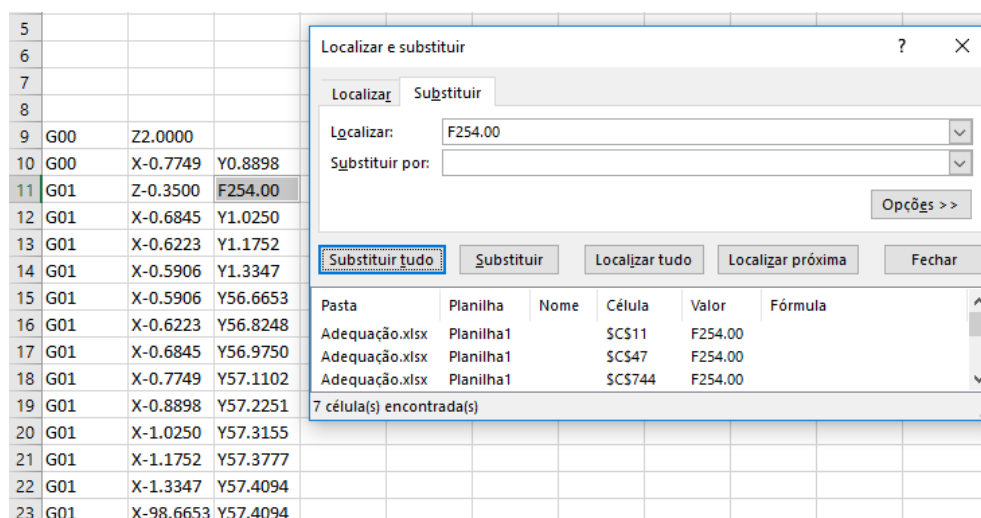 5
6
7
8
9 G00 Z2.0000
10 G00 X-0.7749 Y0.8898
11 G01 Z-0.3500 F254.00
12 G01 X-0.6845 Y1.0250
13 G01 X-0.6223 Y1.1752
14 G01 X-0.5906 Y1.3347
15 G01 X-0.5906 Y56.6653
16 G01 X-0.6223 Y56.8248
17 G01 X-0.6845 Y56.9750
18 G01 X-0.7749 Y57.1102
19 G01 X-0.8898 Y57.2251
20 G01 X-1.0250 Y57.3155
21 G01 X-1.1752 Y57.3777
22 G01 X-1.3347 Y57.4094
23 G01 X-98.6653 Y57.4094
Localizar e substituir ?
Localizar Substituir
Localizar: F254.00
Substituir por:
Opções >>
Substituir tudo Substituir Localizar tudo Localizar próxima Fechar
Pasta Planilha Nome Célula Valor Fórmula
Adequação.xlsx Planilha1 $C$11 F254.00
Adequação.xlsx Planilha1 $C$47 F254.00
Adequação.xlsx Planilha1 $C$744 F254.00
7 célula(s) encontrada(s)